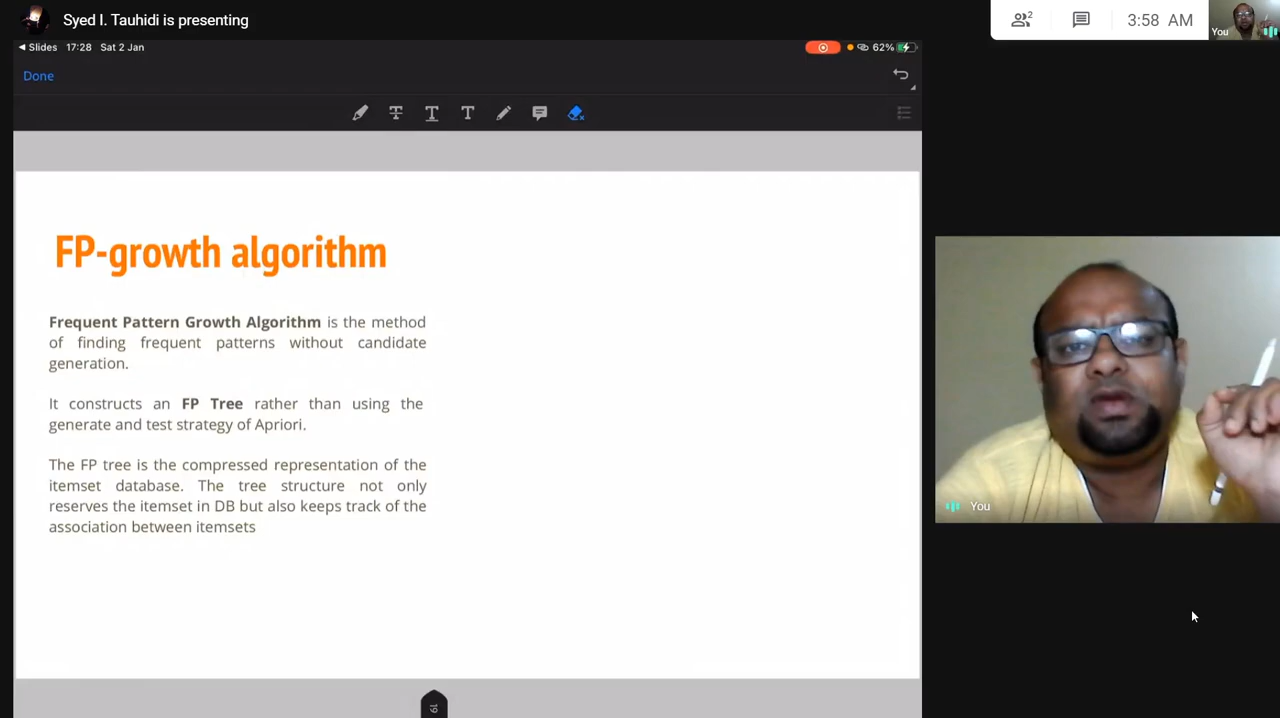 Syed I. Tauhidi is presenting
2
3:58 AM
You
Slides 17:28 Sat 2 Jan
62%
Done
T T T
FP-growth algorithm
Frequent Pattern Growth Algorithm is the method
of finding frequent patterns without candidate
generation.
It constructs an FP Tree rather than using the
generate and test strategy of Apriori.
The FP tree is the compressed representation of the
itemset database. The tree structure not only
reserves the itemset in DB but also keeps track of the
association between itemsets
You
19